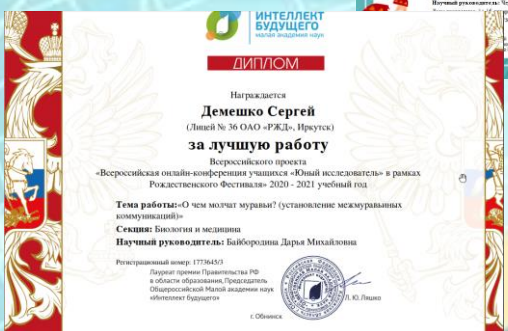 Научный руководитель:
ИНТЕЛЛЕКТ
БУДУЩЕГО
малая академия наук
ДИПЛОМ
Награждается
Демешко Сергей
(Лицей № 36 ОАО «РЖД», Иркутск)
за лучшую работу
Всероссийского проекта
«Всероссийская онлайн-конференция учащихся «Юный исследователь» в рамках
Рождественского Фестиваля» 2020 - 2021 учебный год
Тема работы:«О чем молчат муравьи? (установление межмуравьиных
коммуникаций)»
Секция: Биология и медицина
Научный руководитель: Байбородина Дарья Михайловна
Регистрационный номер: 1773645/3
Лауреат премии Правительства РФ
в области образования, Председатель
Общероссийской Малой академии наук
«Интеллект будущего»
Л. Ю. Ляшко
г. Обнинск